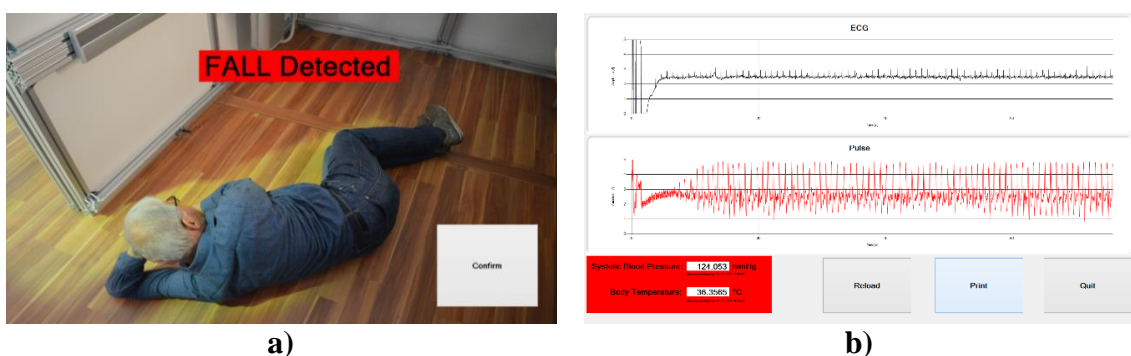 FALL Detected
Confirm
a)
ECG
Pulse
Systolic Blood Pressure: 124.053 mmHg
Body Temperature: 36.3565 °C
Reload
Print
Quit
b)